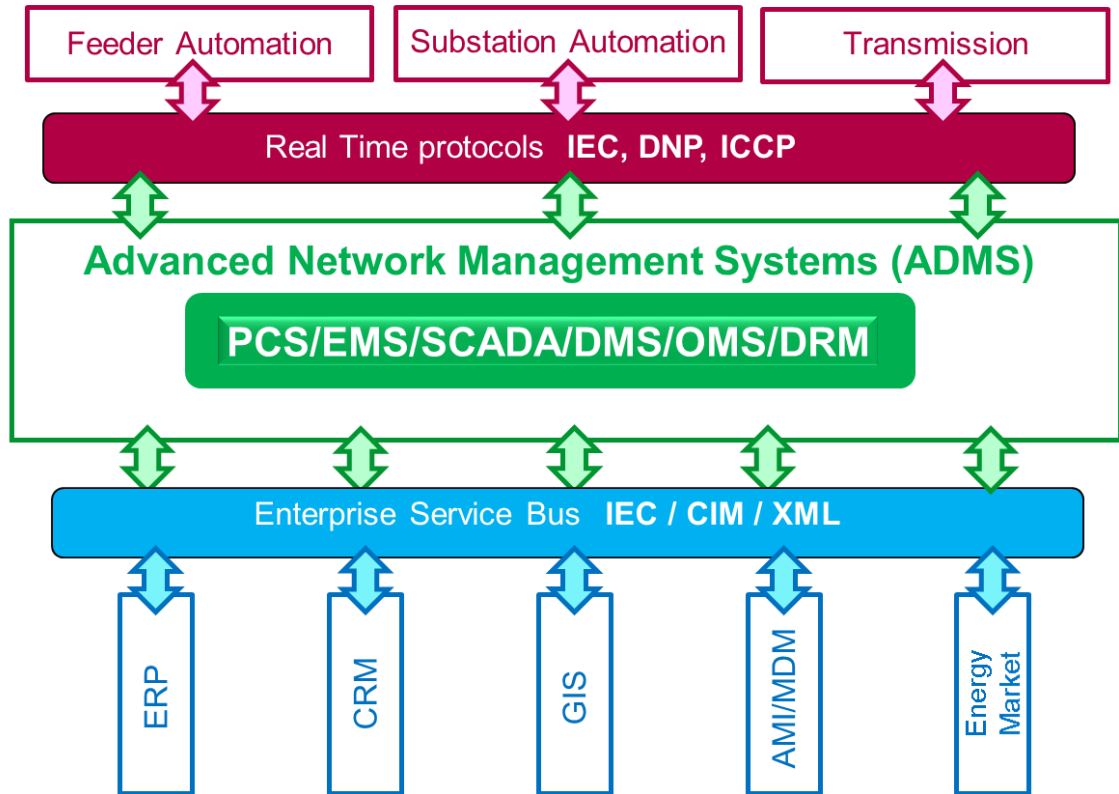 Feeder Automation
Substation Automation
Transmission
Real Time protocols IEC, DNP, ICCP
Advanced Network Management Systems (ADMS)
PCS/EMS/SCADA/DMS/OMS/DRM
Enterprise Service Bus IEC / CIM / XML
ERP
CRM
GIS
AMI/MDM
Energy
Market